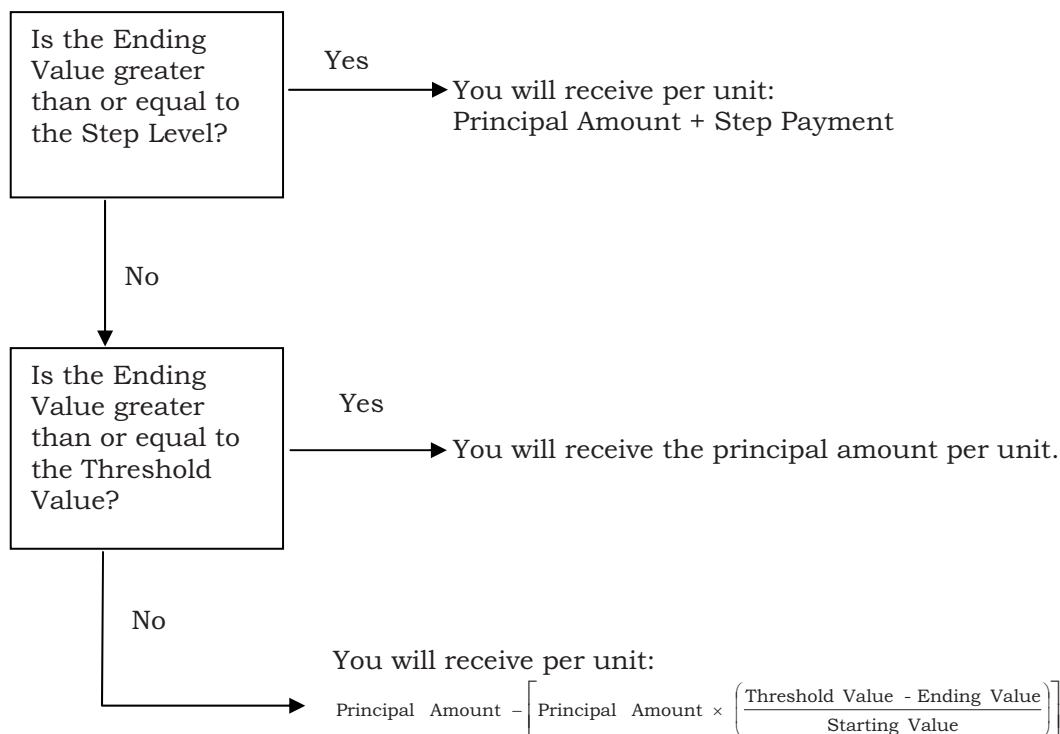 Is the Ending
Value greater
than or equal to
the Step Level?
Yes
You will receive per unit:
Principal Amount + Step Payment
No
Is the Ending
Value greater
than or equal to
the Threshold
Value?
Yes
You will receive the principal amount per unit.
No
You will receive per unit:
Principal Amount − [Principal Amount × (Threshold Value - Ending Value / Starting Value)]